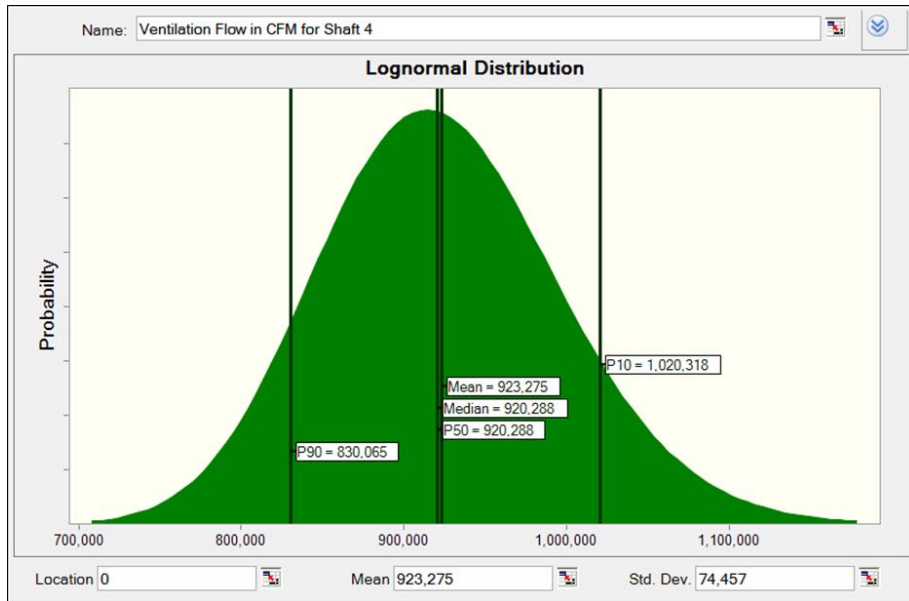 Name: Ventilation Flow in CFM for Shaft 4
Lognormal Distribution
Probability
P10 = 1,020,318
Mean = 923,275
Median = 920,288
P50 = 920,288
P90 = 830,065
700,000 800,000 900,000 1,000,000 1,100,000
Location 0 Mean 923,275 Std. Dev. 74,457